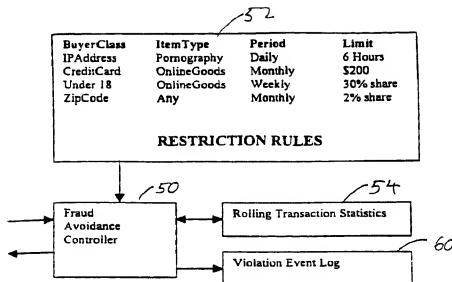 52
BuyerClass ItemType Period Limit
IPAddress Pornography Daily 6 Hours
CreditCard OnlineGoods Monthly $200
Under 18 OnlineGoods Weekly 30% share
ZipCode Any Monthly 2% share
RESTRICTION RULES
50
54
Fraud
Avoidance
Controller
Rolling Transaction Statistics
60
Violation Event Log